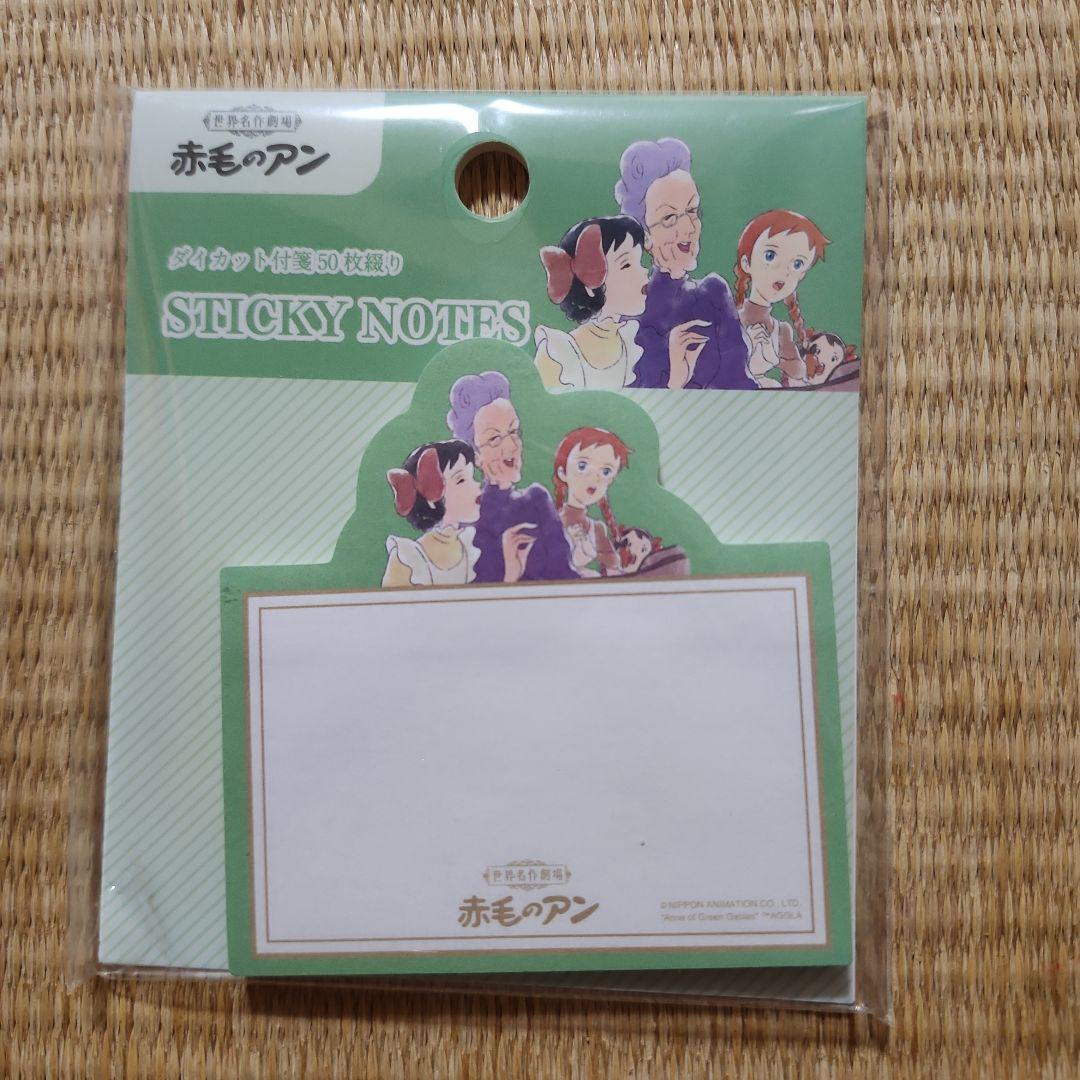 世界名作劇場
赤毛のアン
ダイカット付箋50枚綴り
STICKY NOTES
世界名作劇場
赤毛のアン
©NIPPON ANIMATION CO., LTD.
"Anne of Green Gables" ™AGGLA